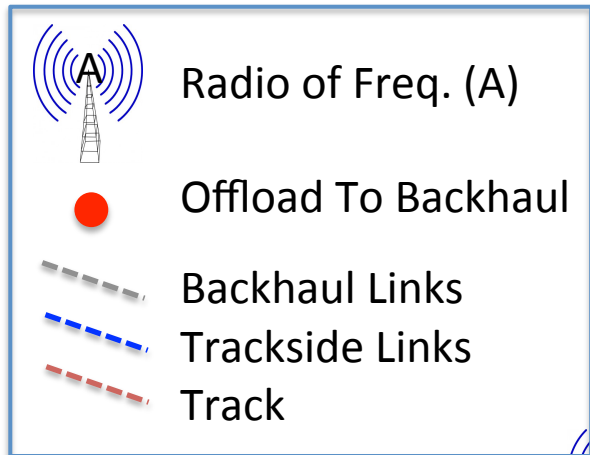 A
Radio of Freq. (A)
Offload To Backhaul
Backhaul Links
Trackside Links
Track